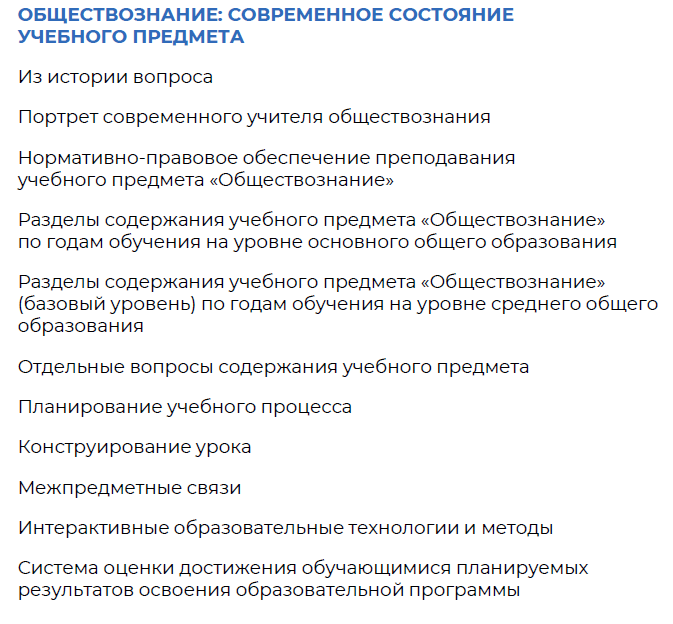 ОБЩЕСТВОЗНАНИЕ: СОВРЕМЕННОЕ СОСТОЯНИЕ
УЧЕБНОГО ПРЕДМЕТА
Из истории вопроса
Портрет современного учителя обществознания
Нормативно-правовое обеспечение преподавания
учебного предмета «Обществознание»
Разделы содержания учебного предмета «Обществознание»
по годам обучения на уровне основного общего образования
Разделы содержания учебного предмета «Обществознание»
(базовый уровень) по годам обучения на уровне среднего общего
образования
Отдельные вопросы содержания учебного предмета
Планирование учебного процесса
Конструирование урока
Межпредметные связи
Интерактивные образовательные технологии и методы
Система оценки достижения обучающимися планируемых
результатов освоения образовательной программы